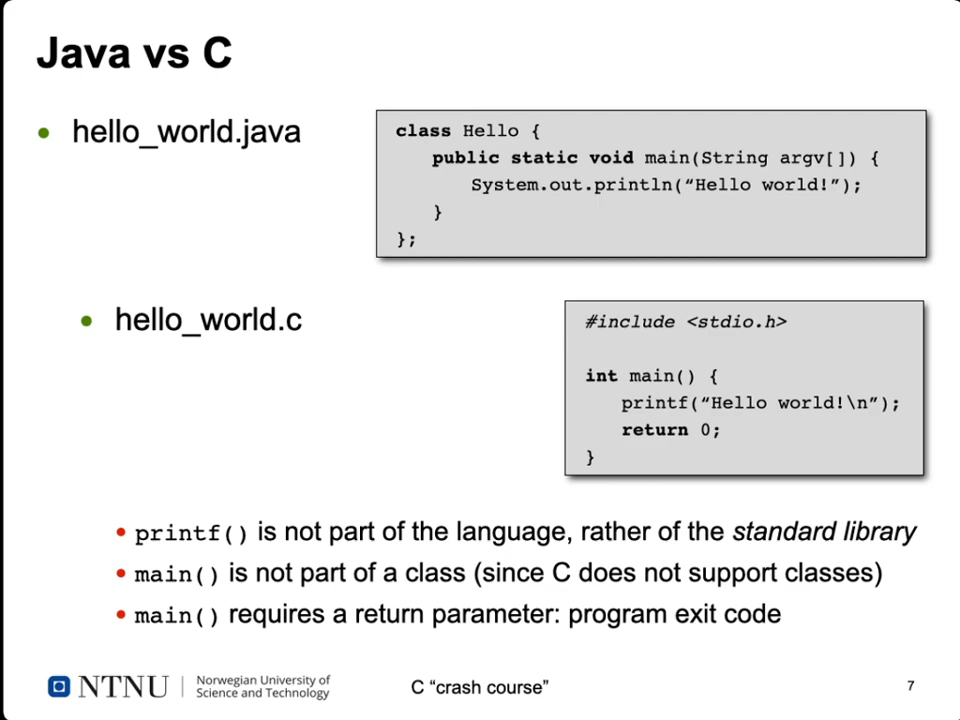 Java vs C
• hello_world.java
class Hello {
public static void main(String argv[]) {
System.out.println(“Hello world!”);
}
};
• hello_world.c
#include <stdio.h>
int main() {
printf(“Hello world!\n”);
return 0;
}
• printf() is not part of the language, rather of the standard library
• main() is not part of a class (since C does not support classes)
• main() requires a return parameter: program exit code
NTNU
Norwegian University of
Science and Technology
C “crash course”
7